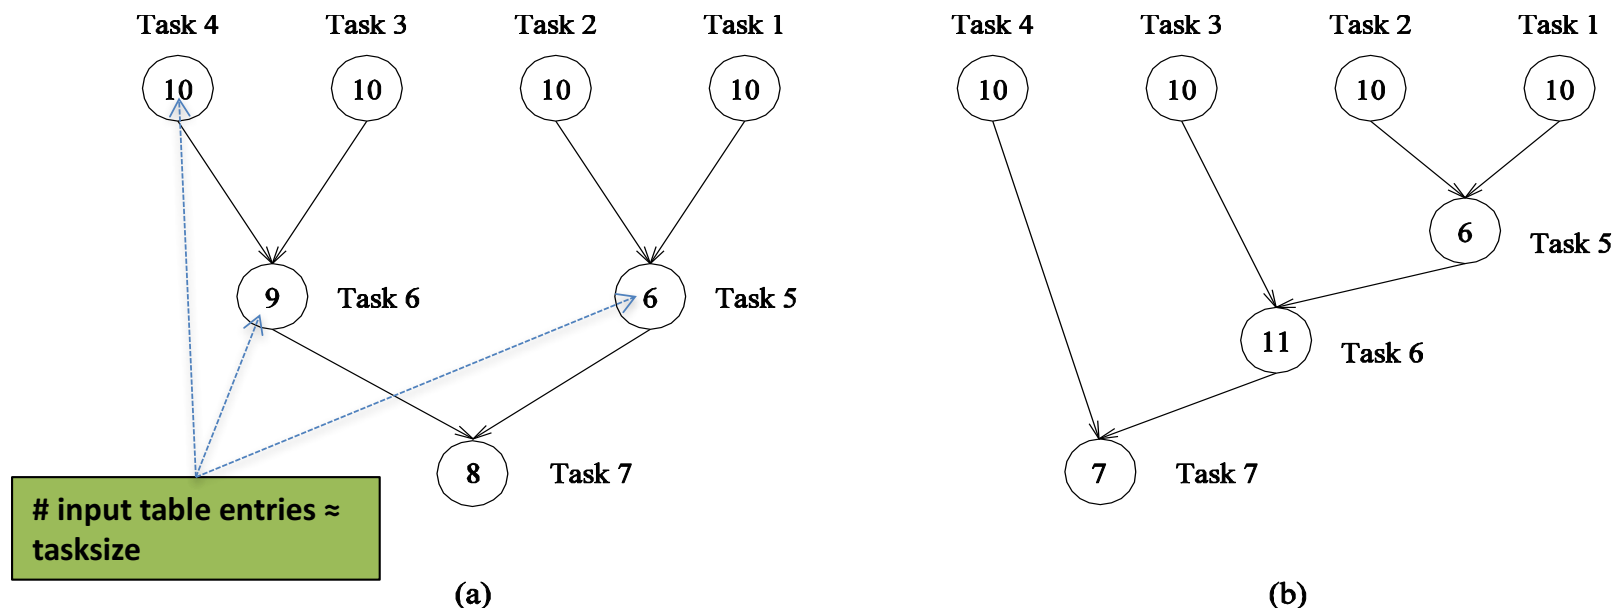 Task 4 Task 3 Task 2 Task 1
10 10 10 10
9 Task 6 6 Task 5
8 Task 7
# input table entries ≈
tasksize
(a)
Task 4 Task 3 Task 2 Task 1
10 10 10 10
6 Task 5
11 Task 6
7 Task 7
(b)